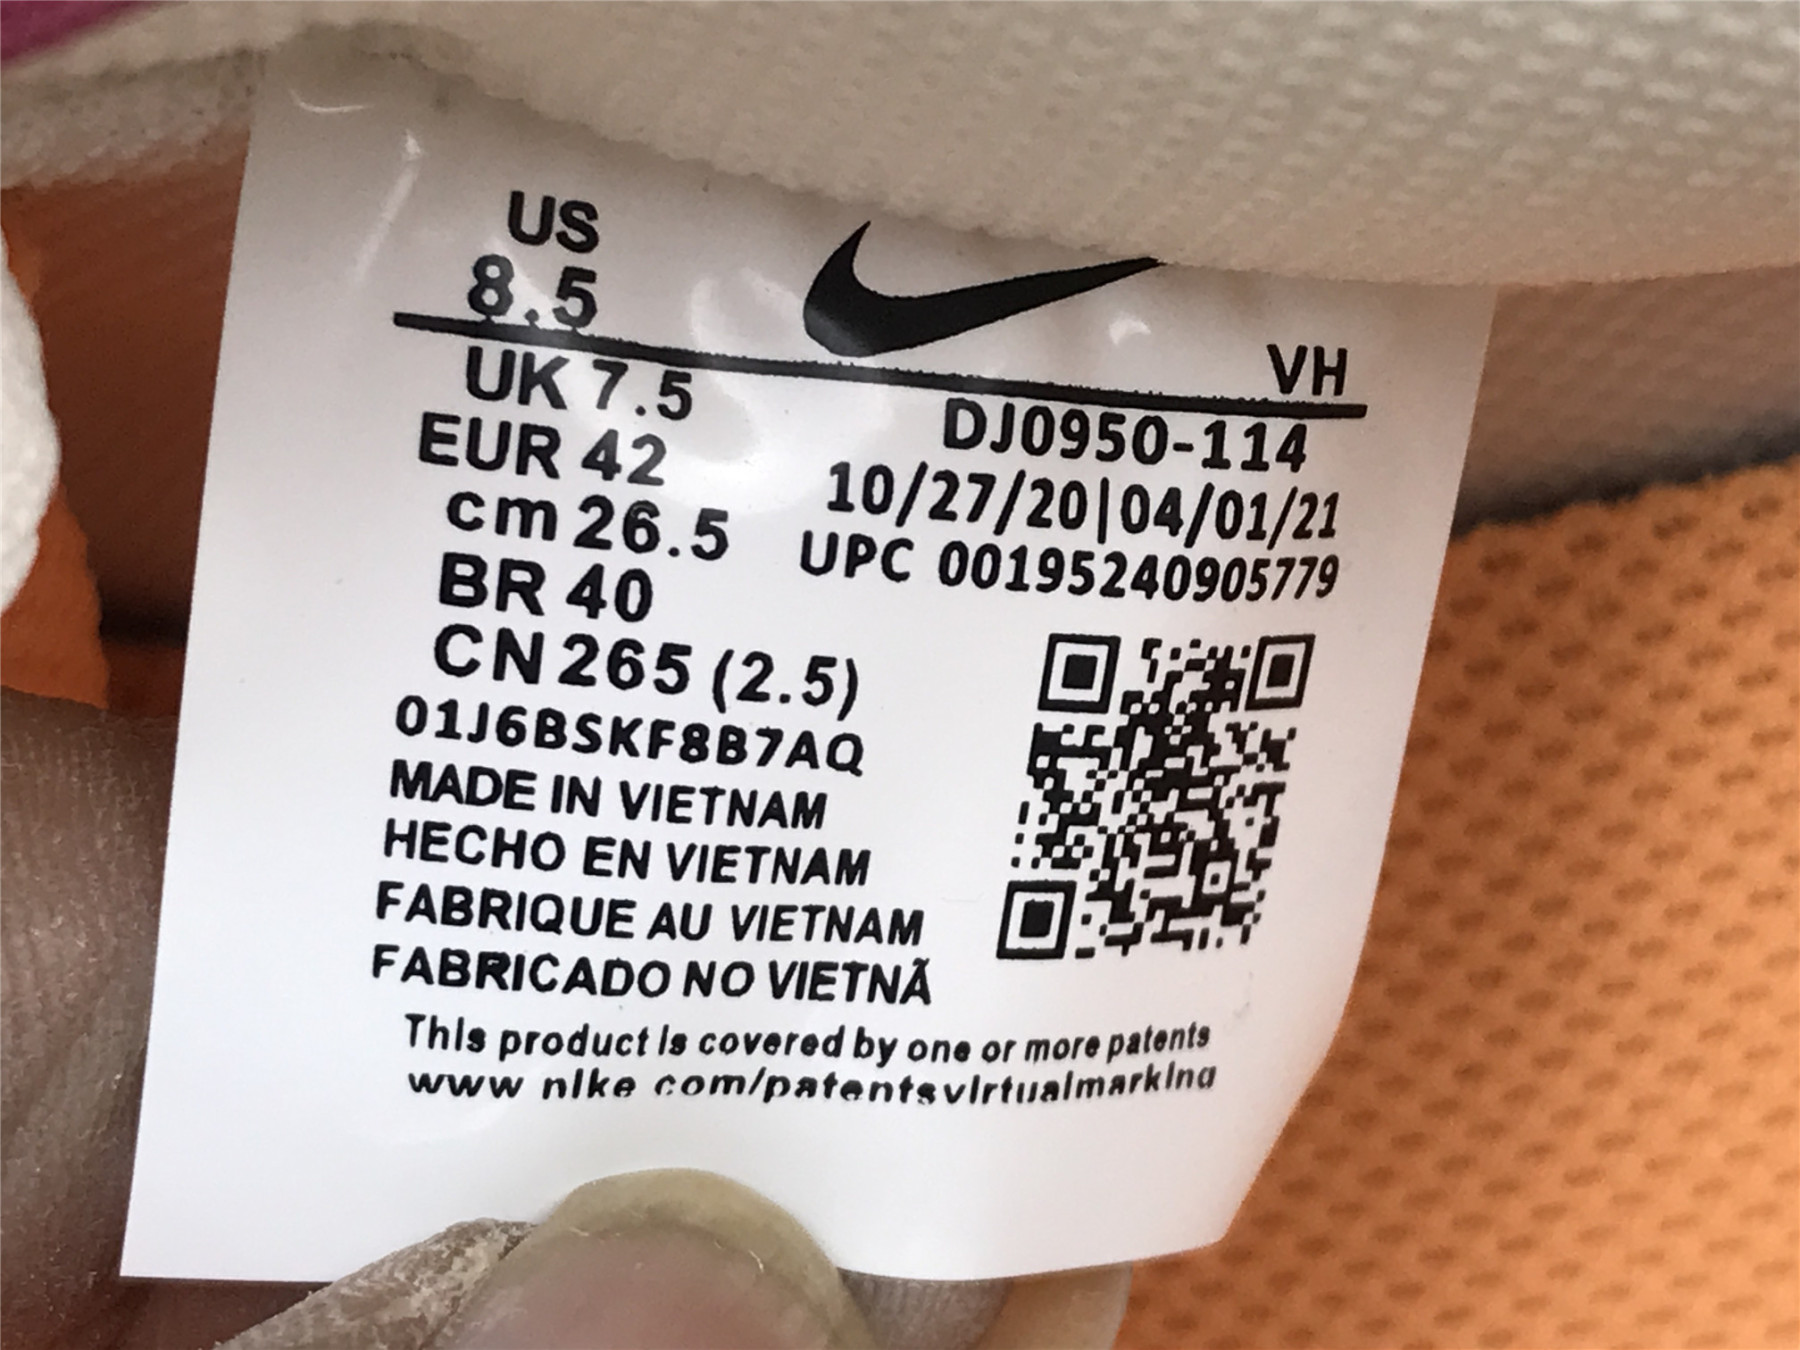 US
8.5
VH
UK 7.5
DJ0950-114
EUR 42
10/27/20|04/01/21
cm 26.5
UPC 00195240905779
BR 40
CN 265 (2.5)
01J6BSKF8B7AQ
MADE IN VIETNAM
HECHO EN VIETNAM
FABRIQUE AU VIETNAM
FABRICADO NO VIETNÃ
This product is covered by one or more patents
www nike com/patentsvirtualmarking